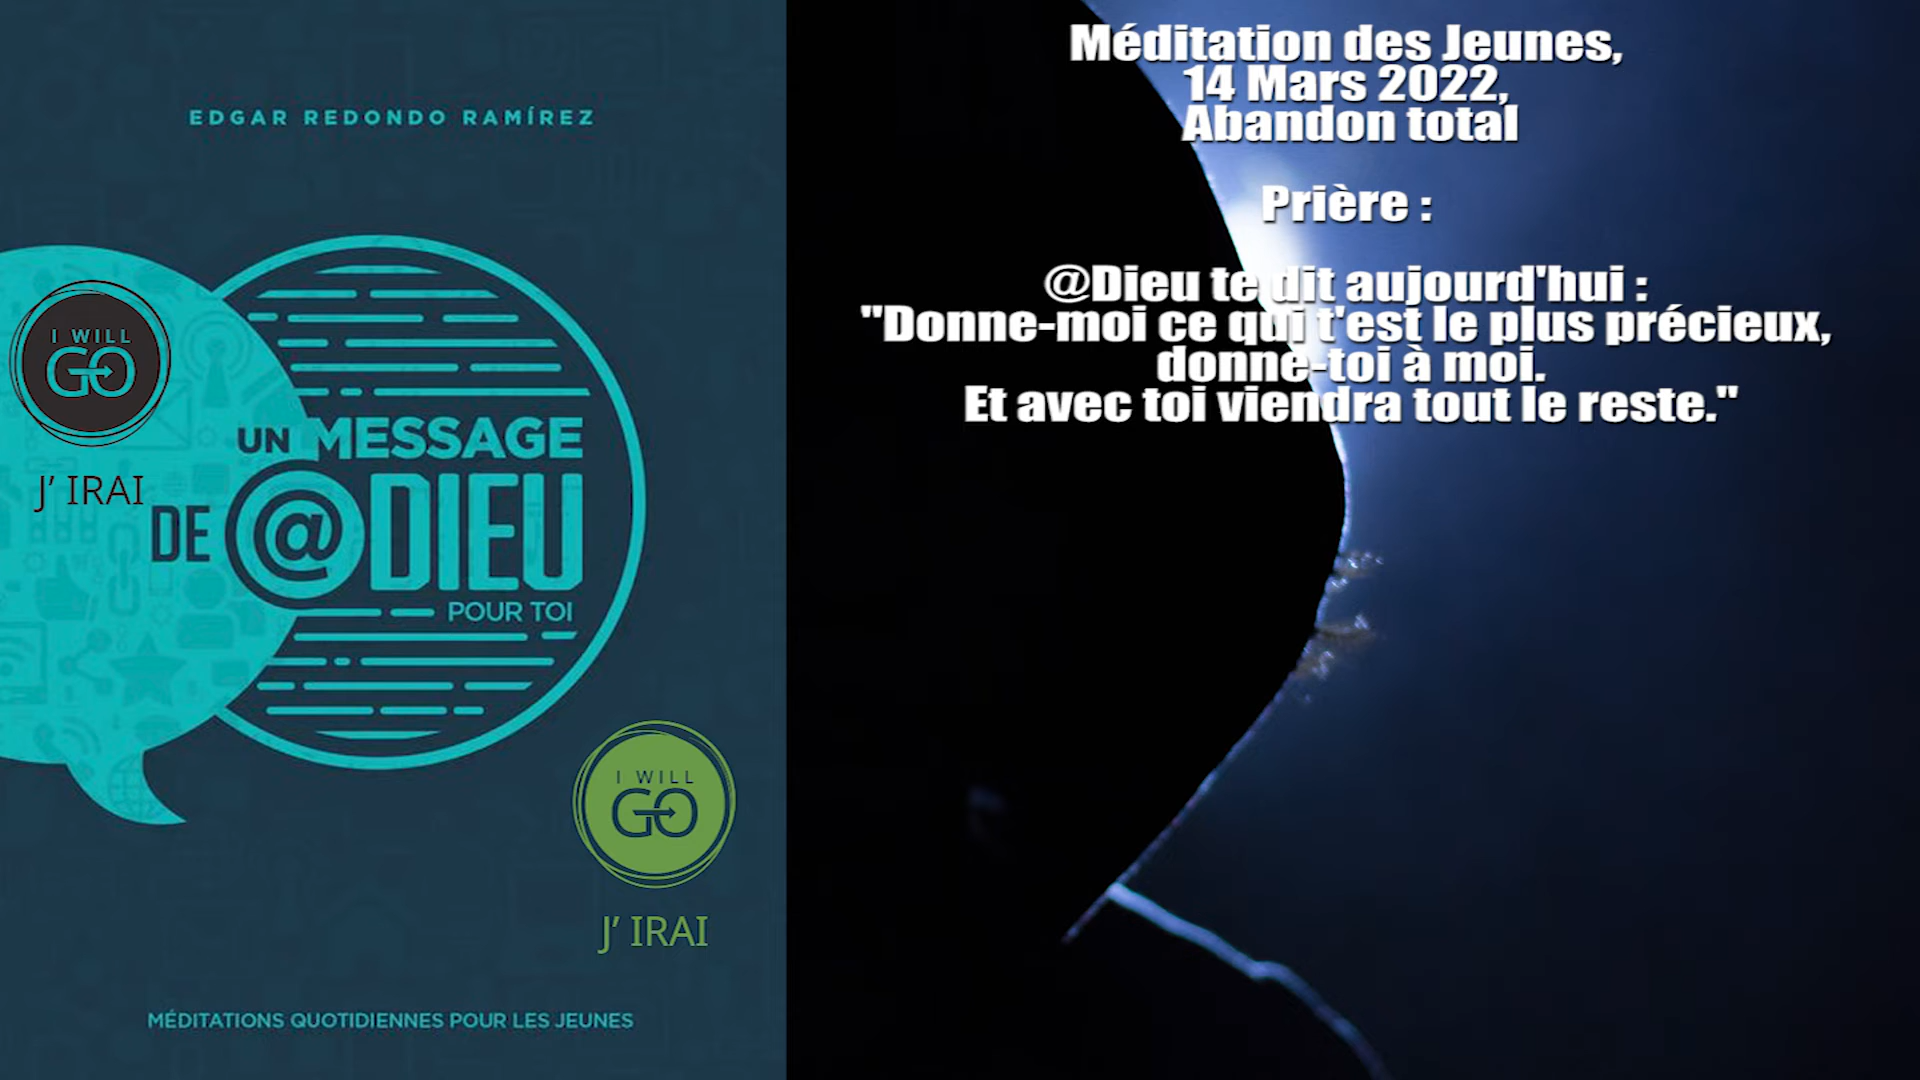 EDGAR REDONDO RAMÍREZ
I WILL
GO
J' IRAI
UN MESSAGE
DE @DIEU
POUR TOI
I WILL
GO
J' IRAI
MÉDITATIONS QUOTIDIENNES POUR LES JEUNES
Méditation des Jeunes,
14 Mars 2022,
Abandon total
Prière :
@Dieu te dit aujourd'hui :
"Donne-moi ce qui t'est le plus précieux,
donne-toi à moi.
Et avec toi viendra tout le reste."